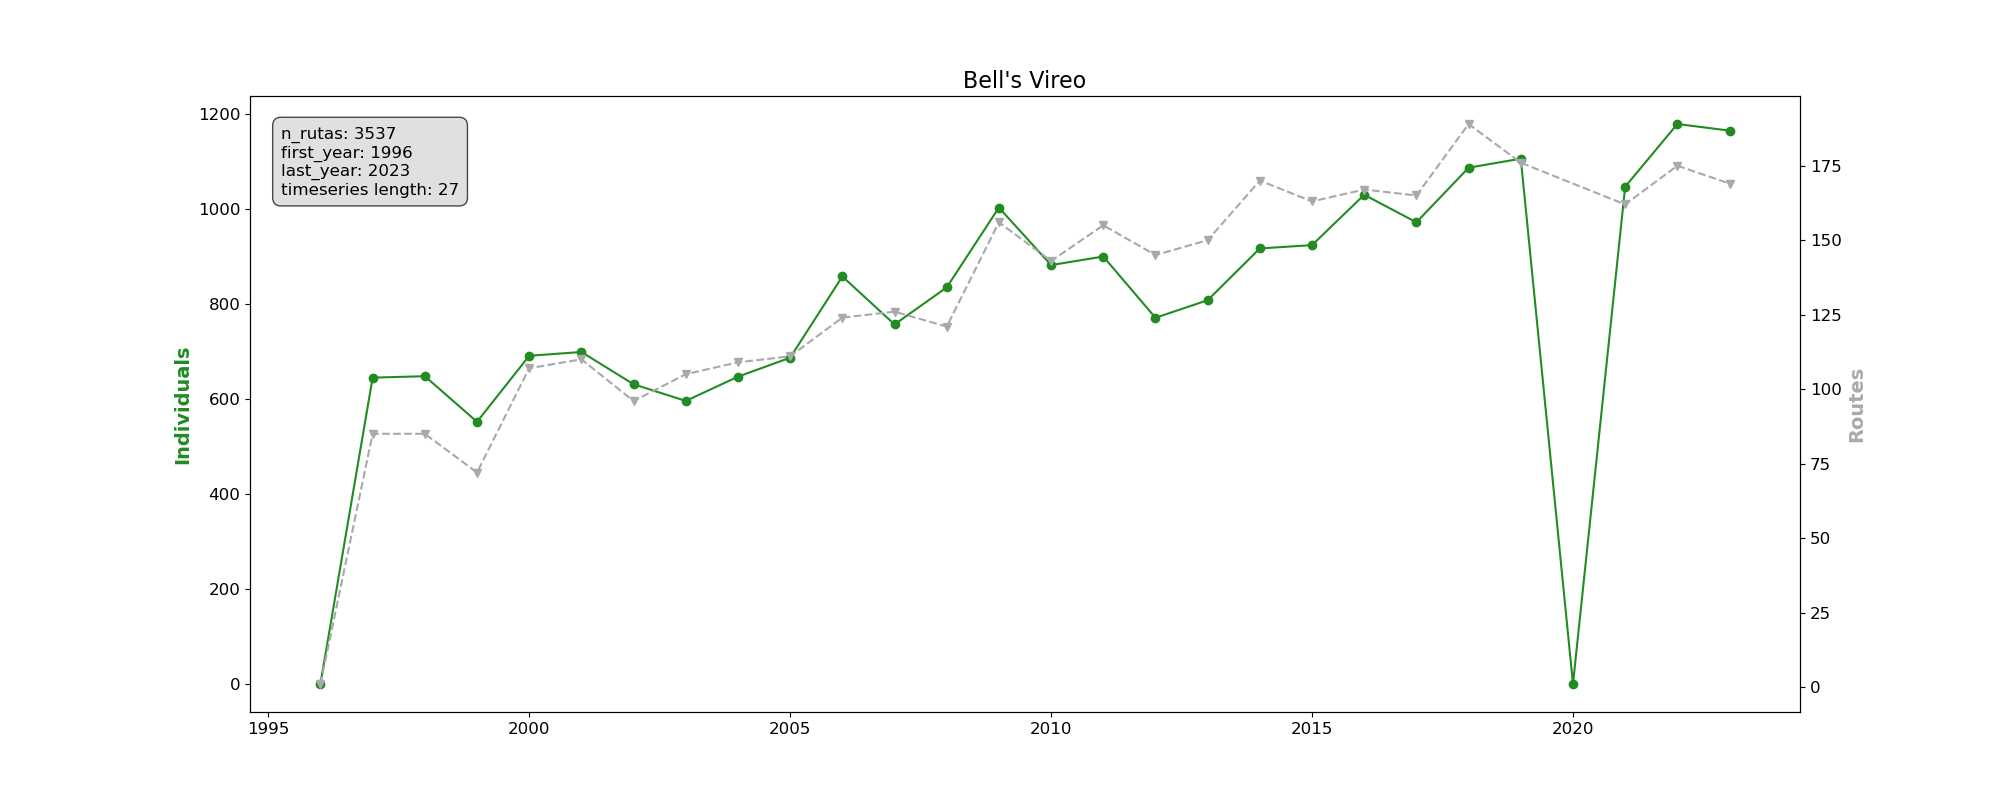 Bell's Vireo
n_rutas: 3537
first_year: 1996
last_year: 2023
timeseries length: 27
Individuals
1200
1000
800
600
400
200
0
175
150
125
100
75
50
25
0
Routes
1995 2000 2005 2010 2015 2020